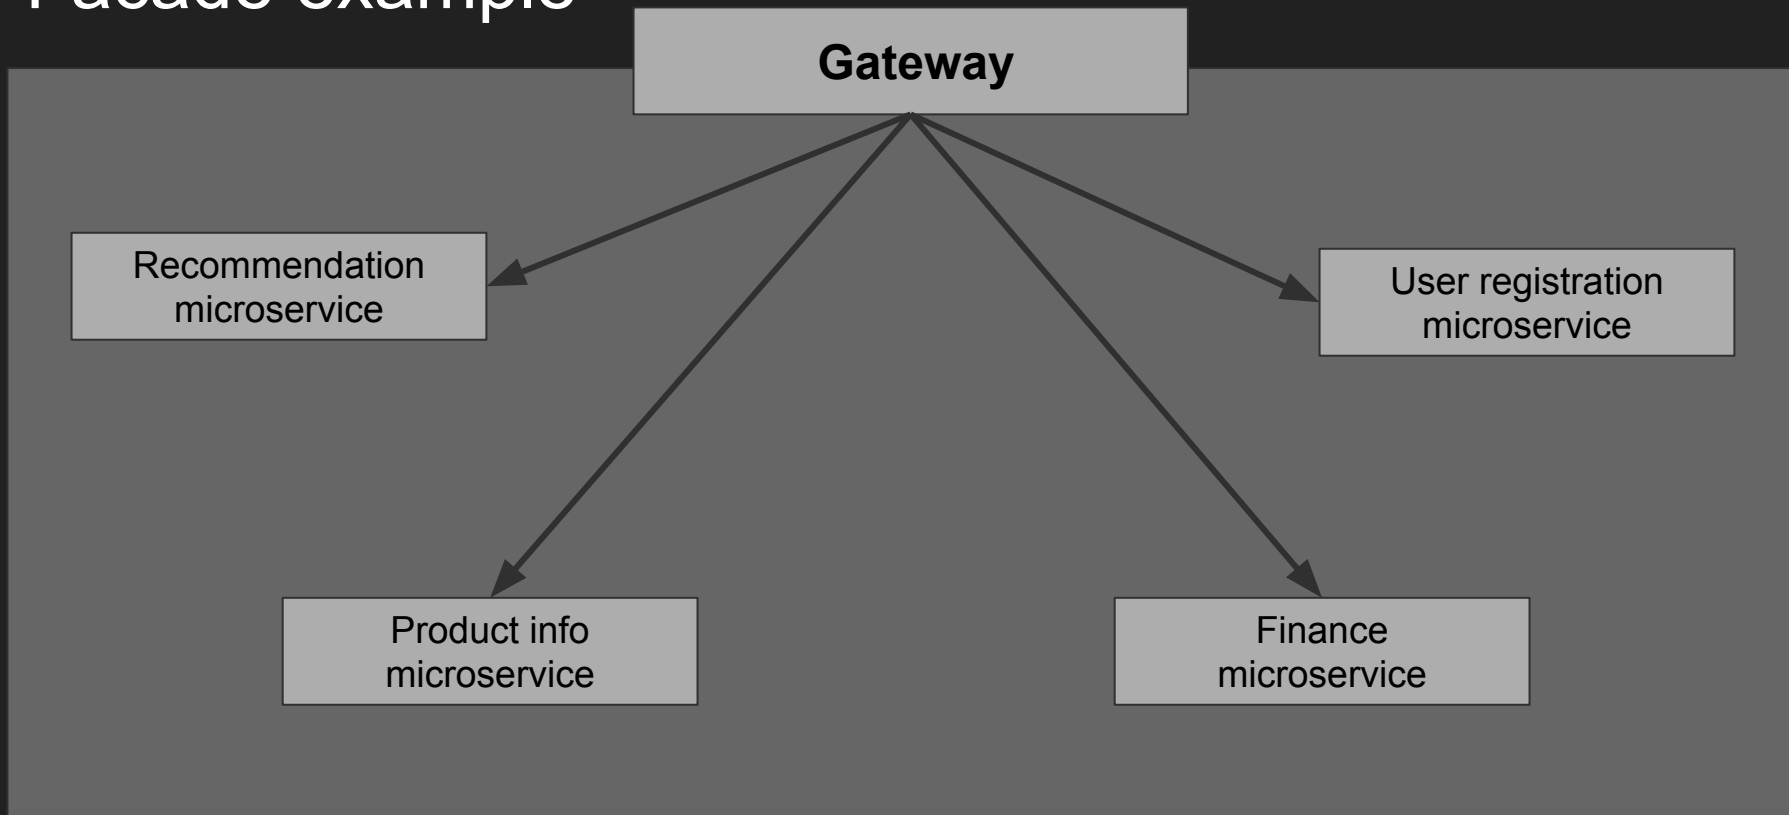 Facade example
Gateway
Recommendation
microservice
User registration
microservice
Product info
microservice
Finance
microservice